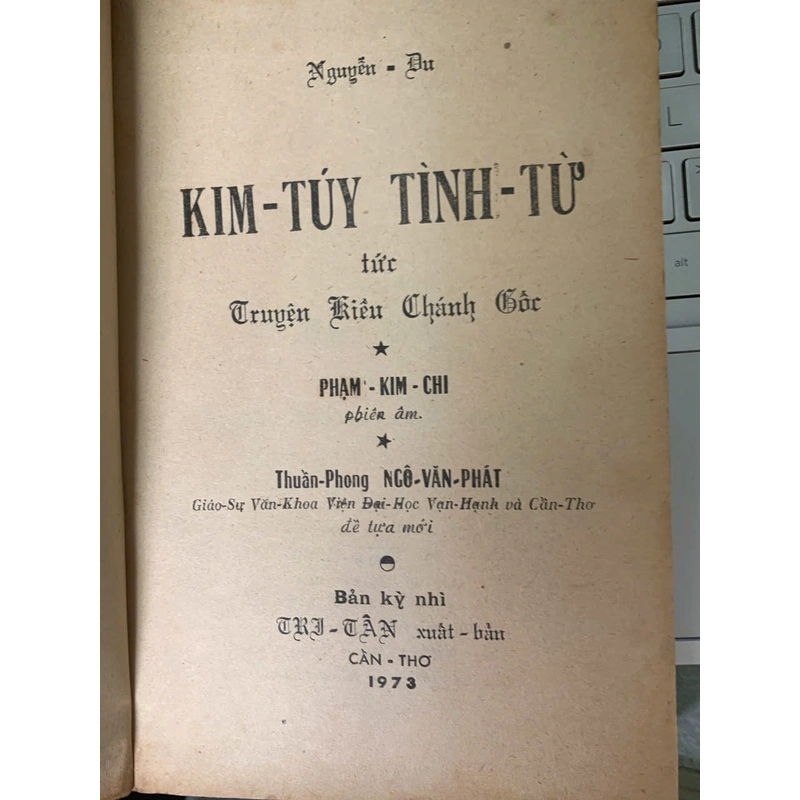 Nguyễn - Du
KIM-TÚY TÌNH-TỪ
tức
Truyện Kiều Chánh Gốc
PHẠM - KIM - CHI
phiên âm.
Thuần-Phong NGÔ-VĂN-PHÁT
Giáo-Sư Văn-Khoa Viện Đại-Học Vạn-Hạnh và Cần-Thơ
đề tựa mới
Bản kỳ nhì
TRI-TÂN xuất-bản
CẦN - THƠ
1973
L
alt